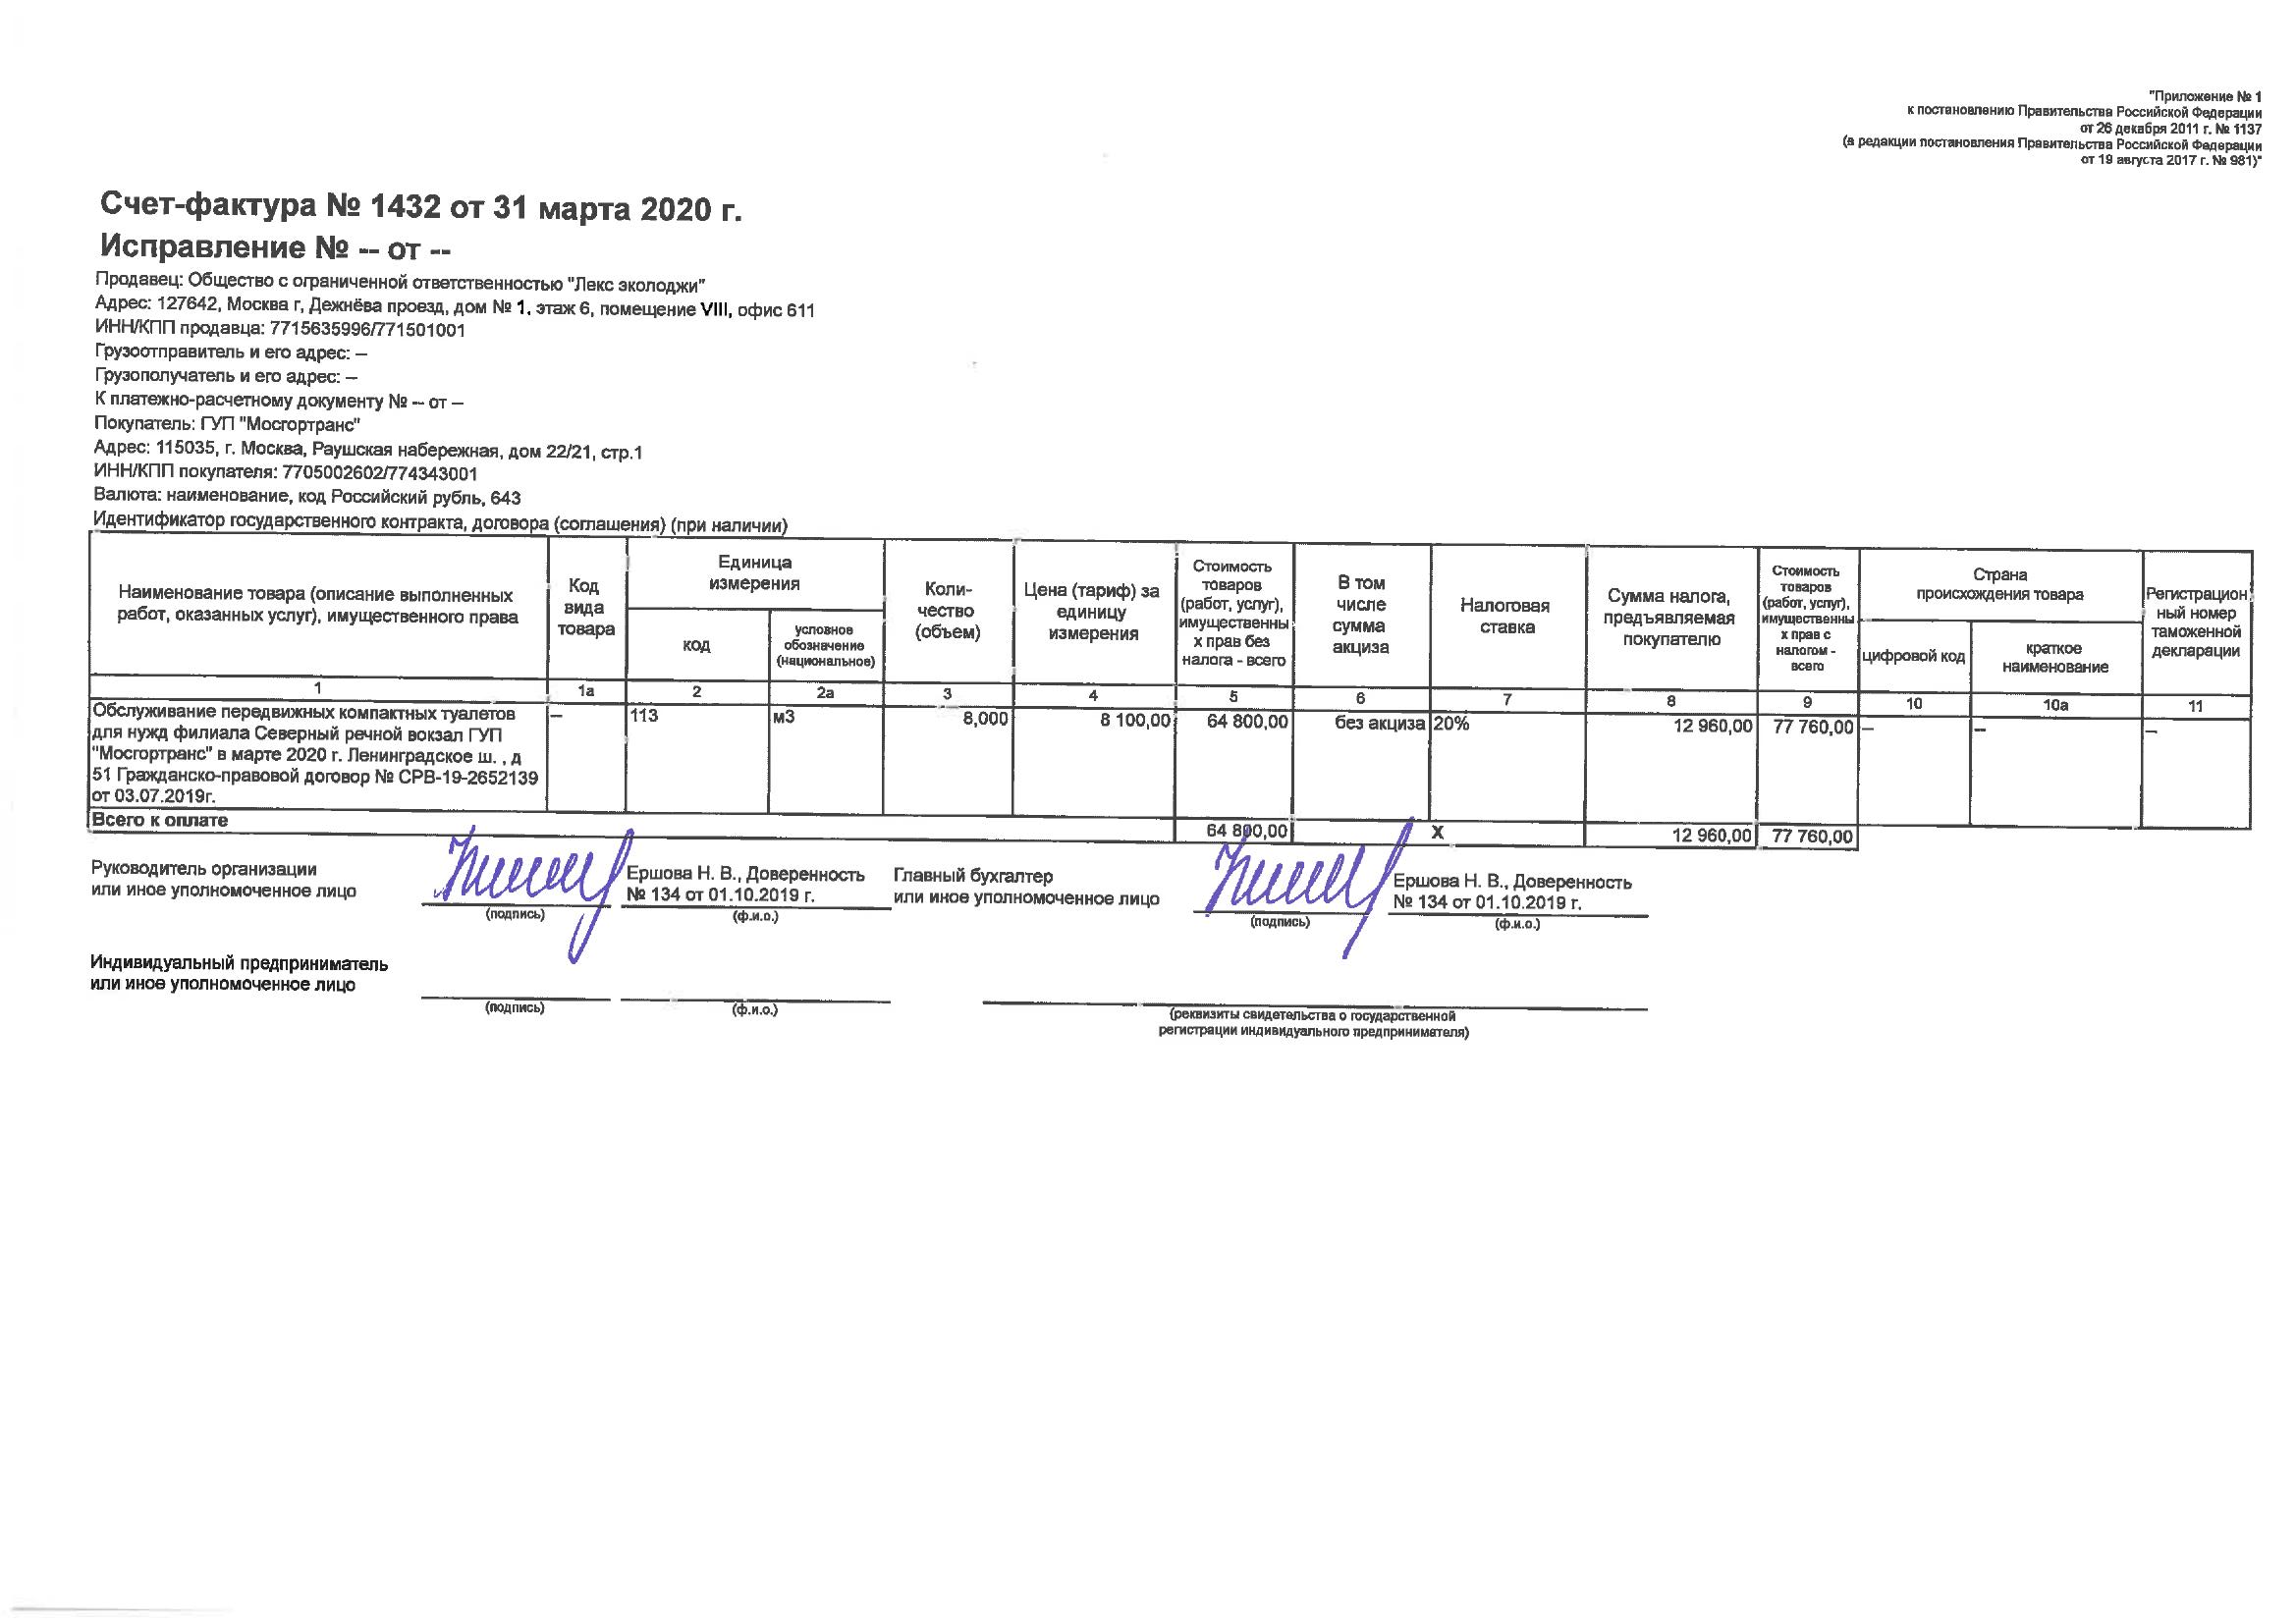 "Приложение № 1
к постановлению Правительства Российской Федерации
от 26 декабря 2011 г. № 1137
(в редакции постановления Правительства Российской Федерации
от 19 августа 2017 г. № 981)"
Счет-фактура № 1432 от 31 марта 2020 г.
Исправление № -- от --
Продавец: Общество с ограниченной ответственностью "Лекс эколоджи"
Адрес: 127642, Москва г, Дежнёва проезд, дом № 1, этаж 6, помещение VIII, офис 611
ИНН/КПП продавца: 7715635996/771501001
Грузоотправитель и его адрес: --
Грузополучатель и его адрес: --
К платежно-расчетному документу № -- от --
Покупатель: ГУП "Мосгортранс"
Адрес: 115035, г. Москва, Раушская набережная, дом 22/21, стр.1
ИНН/КПП покупателя: 7705002602/774343001
Валюта: наименование, код Российский рубль, 643
Идентификатор государственного контракта, договора (соглашения) (при наличии)
Наименование товара (описание выполненных
работ, оказанных услуг), имущественного права
Код
вида
товара
Единица
измерения
код
условное
обозначение
(национальное)
Коли-
чество
(объем)
Цена (тариф) за
единицу
измерения
Стоимость
товаров
(работ, услуг),
имущественны
х прав без
налога - всего
В том
числе
сумма
акциза
Налоговая
ставка
Сумма налога,
предъявляемая
покупателю
Стоимость
товаров
(работ, услуг),
имущественны
х прав с
налогом -
всего
Страна
происхождения товара
цифровой код
краткое
наименование
Регистрацион
ный номер
таможенной
декларации
1 1а 2 2а 3 4 5 6 7 8 9 10 10а 11
Обслуживание передвижных компактных туалетов
для нужд филиала Северный речной вокзал ГУП
"Мосгортранс" в марте 2020 г. Ленинградское ш. , д
51 Гражданско-правовой договор № СРВ-19-2652139
от 03.07.2019г.
-- 113 м3 8,000 8 100,00 64 800,00 без акциза 20% 12 960,00 77 760,00 -- -- --
Всего к оплате 64 800,00 Х 12 960,00 77 760,00
Руководитель организации
или иное уполномоченное лицо
(подпись)
Ершова Н. В., Доверенность
№ 134 от 01.10.2019 г.
(ф.и.о.)
Главный бухгалтер
или иное уполномоченное лицо
(подпись)
Ершова Н. В., Доверенность
№ 134 от 01.10.2019 г.
(ф.и.о.)
Индивидуальный предприниматель
или иное уполномоченное лицо
(подпись)
(ф.и.о.)
(реквизиты свидетельства о государственной
регистрации индивидуального предпринимателя)